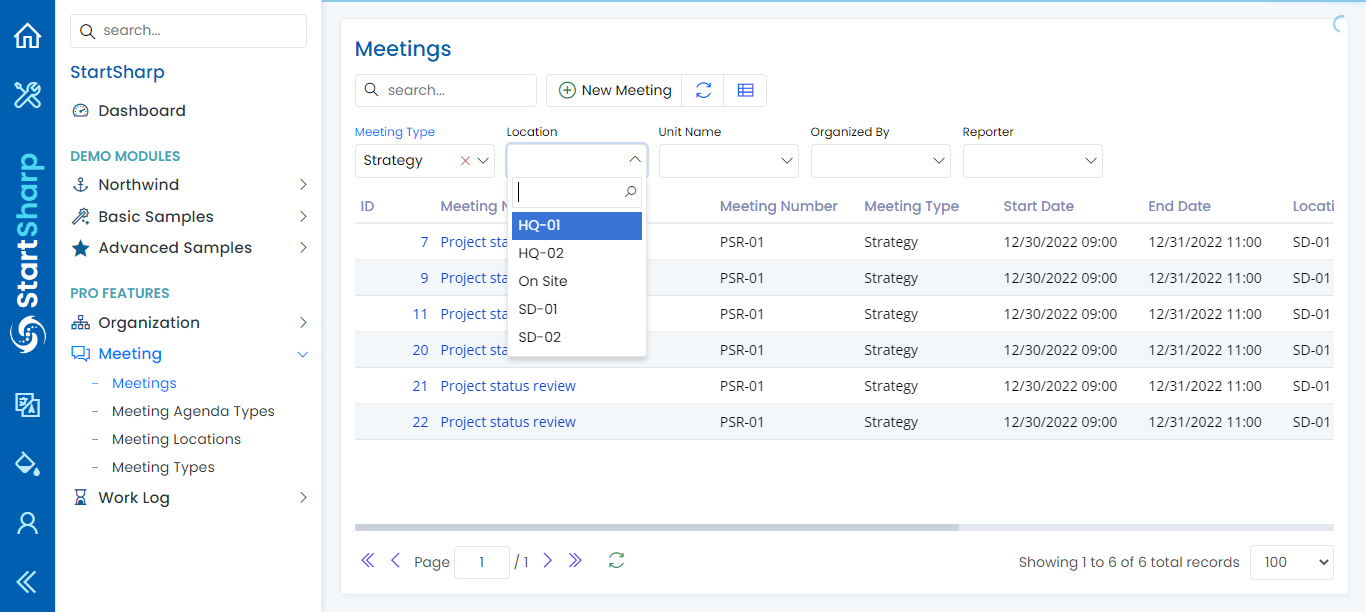 StartSharp
search...
StartSharp
Dashboard
DEMO MODULES
Northwind
Basic Samples
Advanced Samples
PRO FEATURES
Organization
Meeting
Meetings
Meeting Agenda Types
Meeting Locations
Meeting Types
Work Log
Meetings
search...
New Meeting
Meeting Type Location Unit Name Organized By Reporter
Strategy
HQ-01
HQ-02
On Site
SD-01
SD-02
ID Meeting Meeting Number Meeting Type Start Date End Date Locati
7 Project PSR-01 Strategy 12/30/2022 09:00 12/31/2022 11:00 SD-01
9 Project PSR-01 Strategy 12/30/2022 09:00 12/31/2022 11:00 SD-01
11 Project PSR-01 Strategy 12/30/2022 09:00 12/31/2022 11:00 SD-01
20 Project PSR-01 Strategy 12/30/2022 09:00 12/31/2022 11:00 SD-01
21 Project status review PSR-01 Strategy 12/30/2022 09:00 12/31/2022 11:00 SD-01
22 Project status review PSR-01 Strategy 12/30/2022 09:00 12/31/2022 11:00 SD-01
Page 1 / 1
Showing 1 to 6 of 6 total records 100